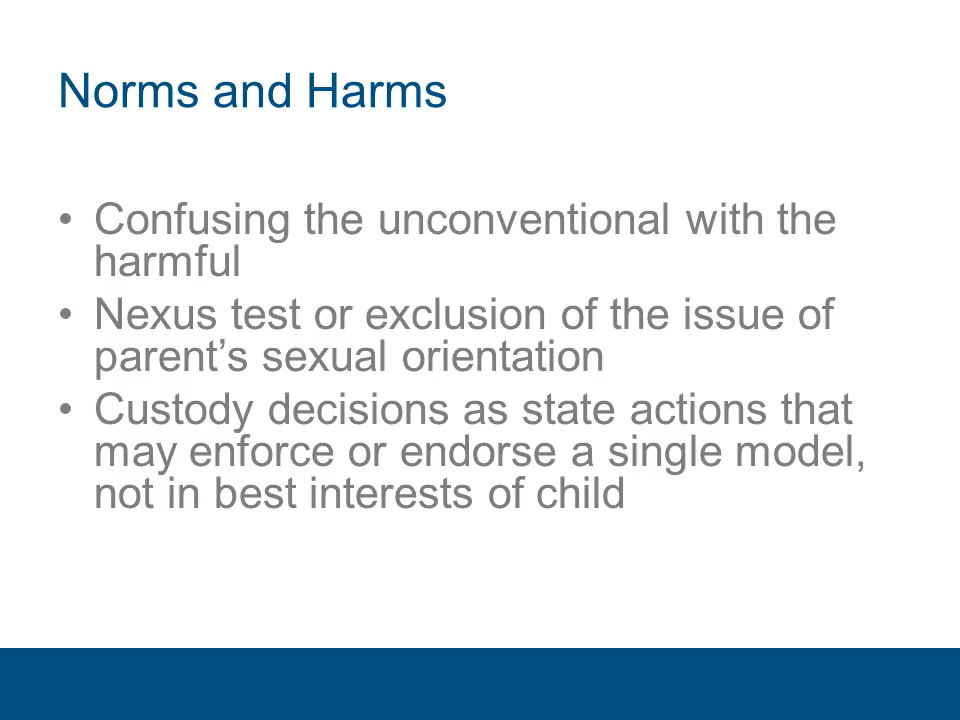 Norms and Harms
• Confusing the unconventional with the
harmful
• Nexus test or exclusion of the issue of
parent’s sexual orientation
• Custody decisions as state actions that
may enforce or endorse a single model,
not in best interests of child